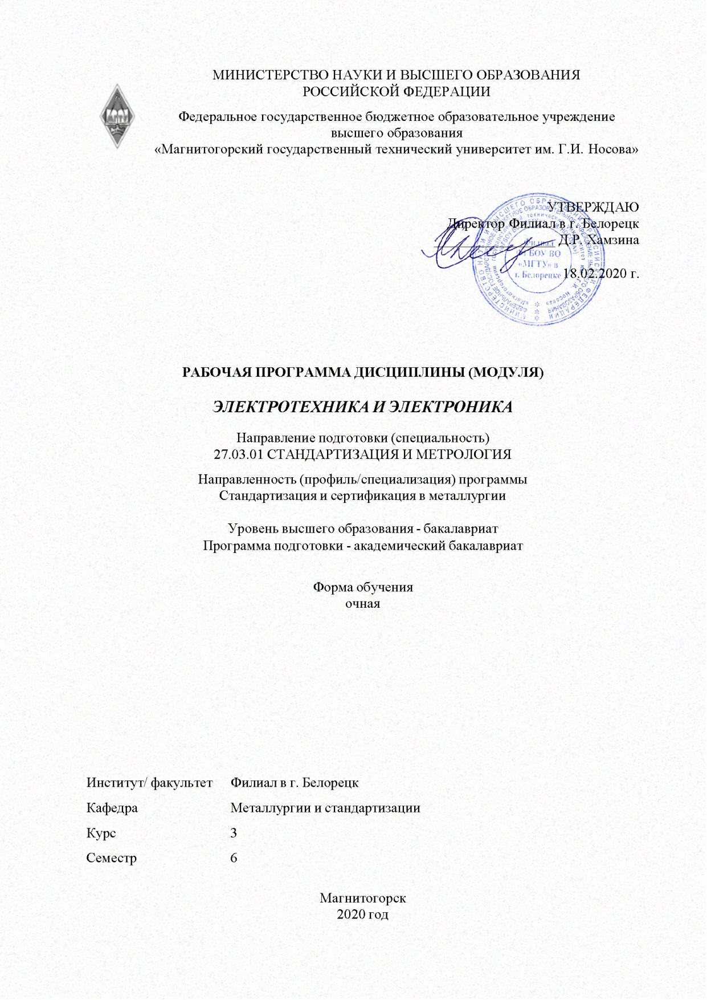 МИНИСТЕРСТВО НАУКИ И ВЫСШЕГО ОБРАЗОВАНИЯ
РОССИЙСКОЙ ФЕДЕРАЦИИ
МГТУ
Федеральное государственное бюджетное образовательное учреждение
высшего образования
«Магнитогорский государственный технический университет им. Г.И. Носова»
УТВЕРЖДАЮ
Директор Филиал в г. Белорецк
Д.Р. Хамзина
18.02.2020 г.
Филиал
ФГБОУ ВО
«МГТУ» в
г. Белорецке
РАБОЧАЯ ПРОГРАММА ДИСЦИПЛИНЫ (МОДУЛЯ)
ЭЛЕКТРОТЕХНИКА И ЭЛЕКТРОНИКА
Направление подготовки (специальность)
27.03.01 СТАНДАРТИЗАЦИЯ И МЕТРОЛОГИЯ
Направленность (профиль/специализация) программы
Стандартизация и сертификация в металлургии
Уровень высшего образования - бакалавриат
Программа подготовки - академический бакалавриат
Форма обучения
очная
Институт/ факультет Филиал в г. Белорецк
Кафедра Металлургии и стандартизации
Курс 3
Семестр 6
Магнитогорск
2020 год